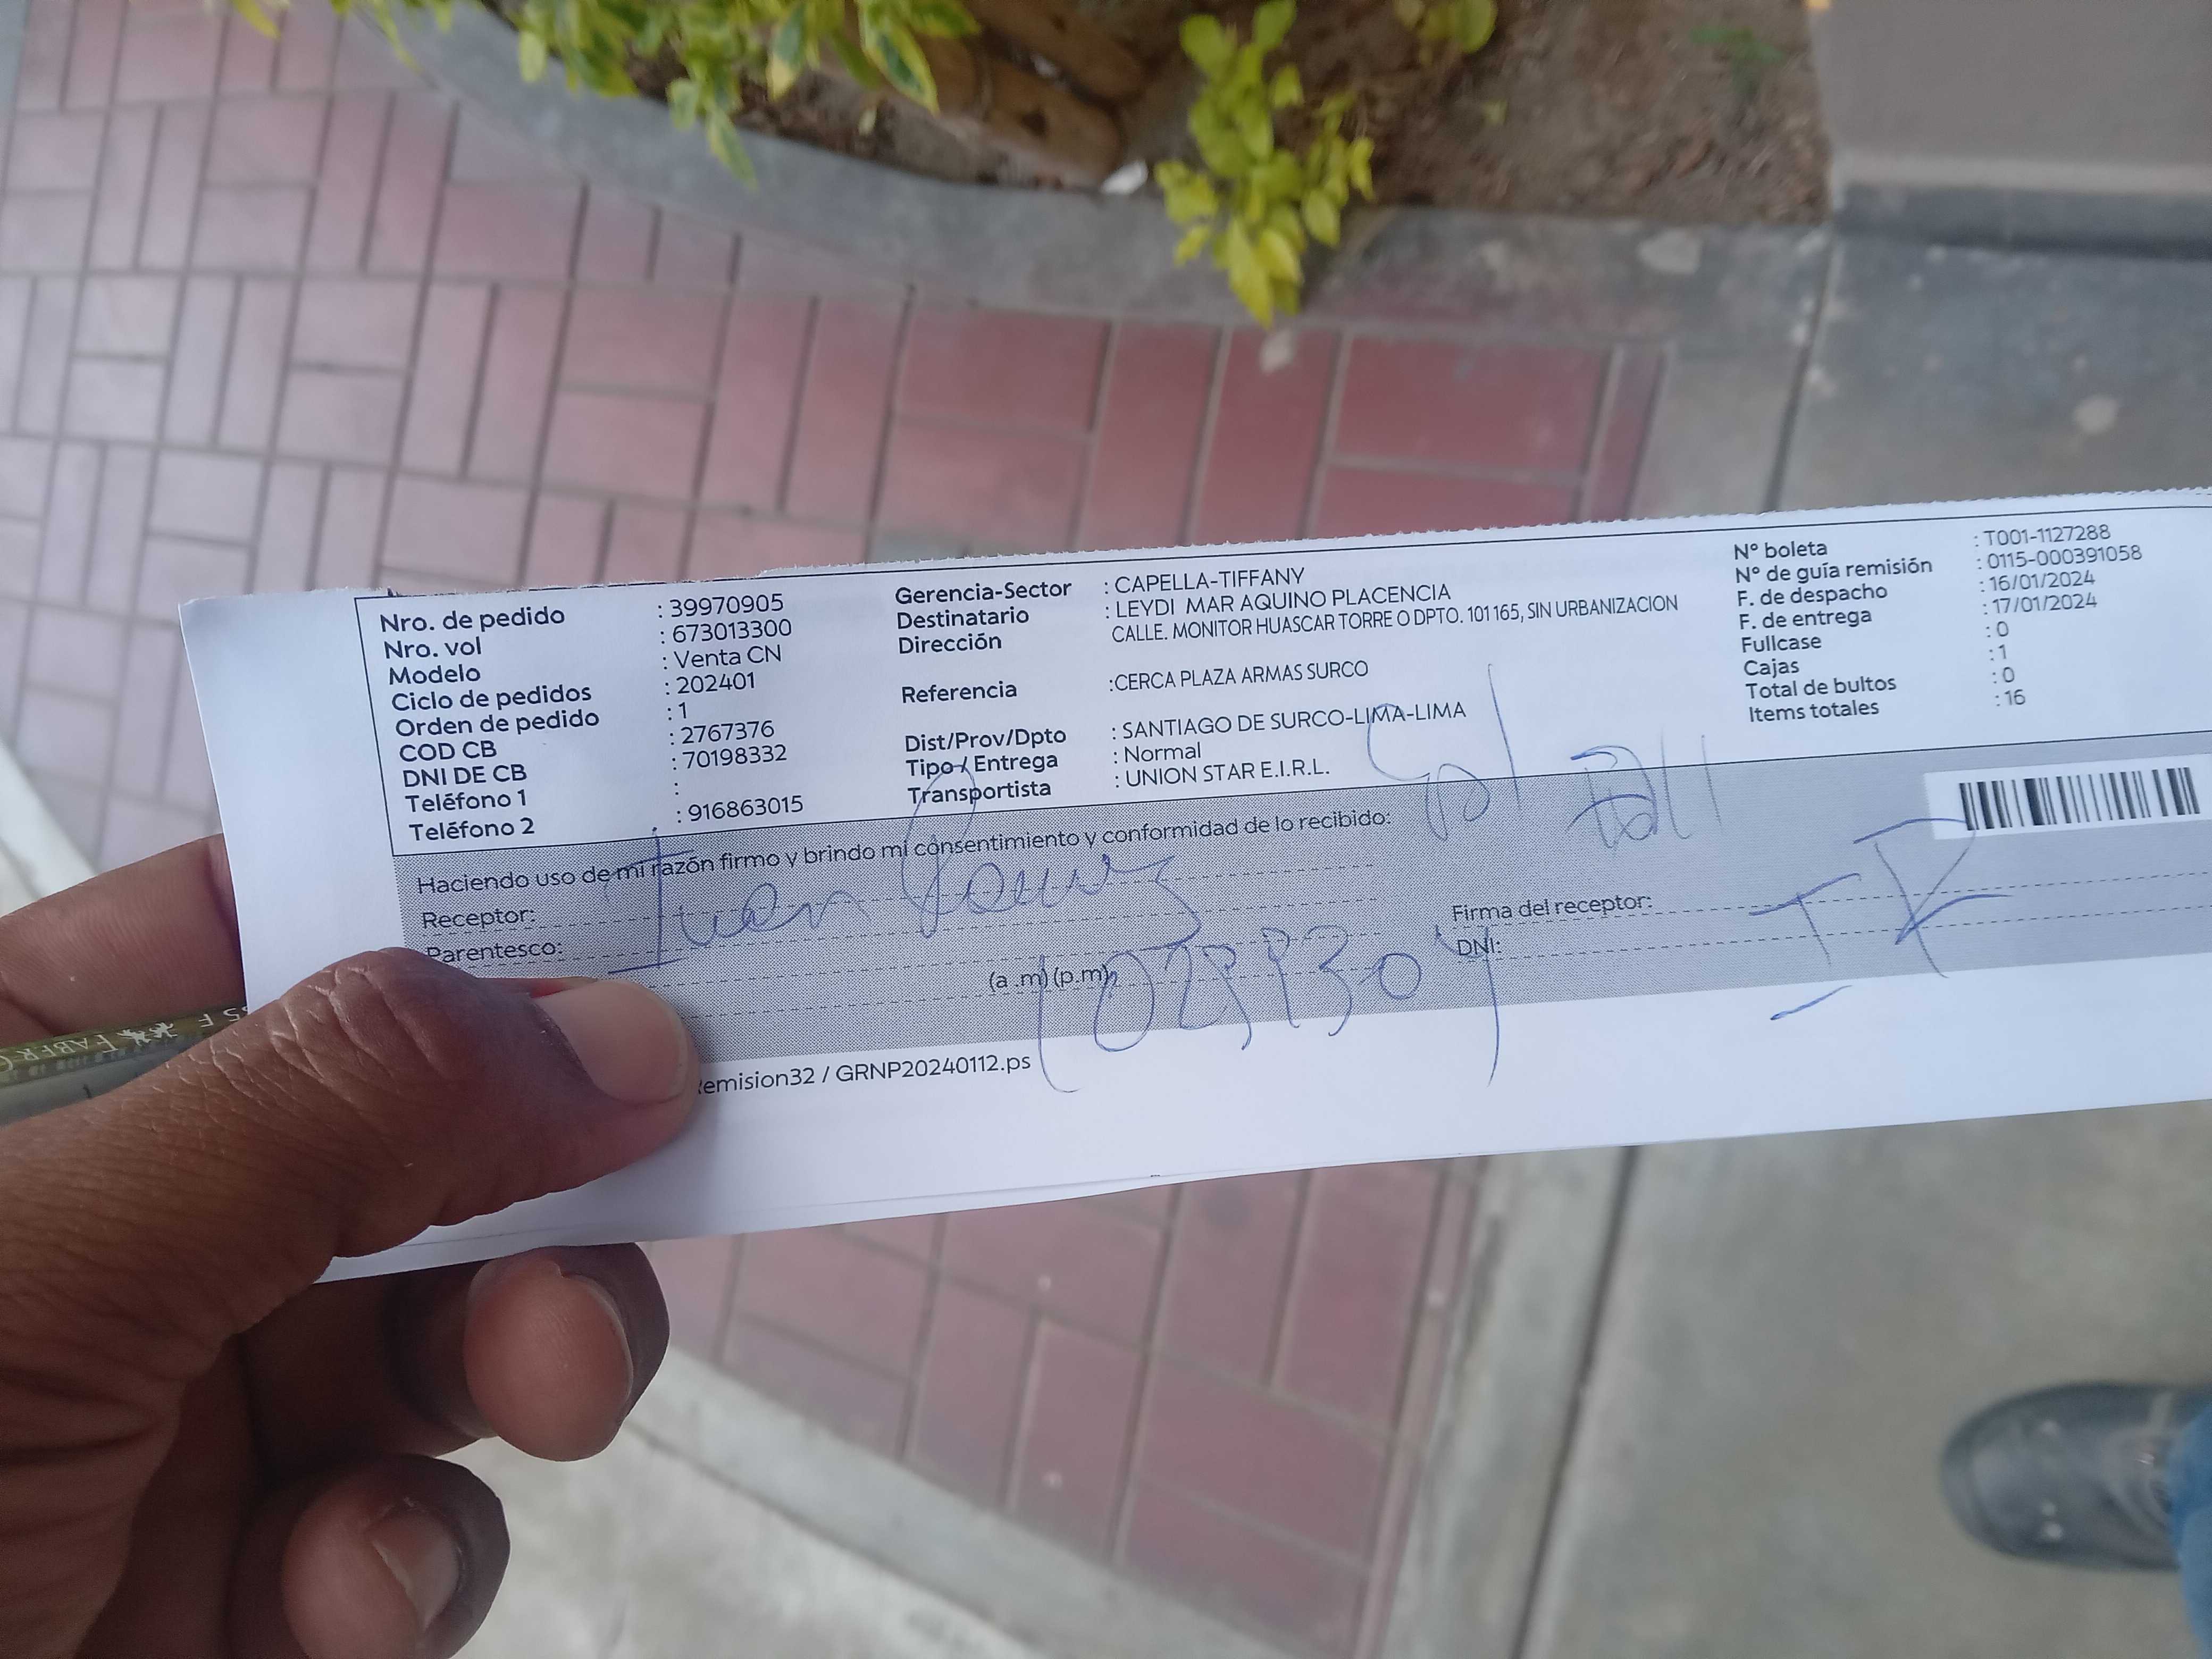 Nro. de pedido : 39970905
Nro. vol : 673013300
Modelo : Venta CN
Ciclo de pedidos : 202401
Orden de pedido : 1
COD CB : 2767376
DNI DE CB : 70198332
Teléfono 1 :
Teléfono 2 : 916863015
Gerencia-Sector : CAPELLA-TIFFANY
Destinatario : LEYDI MAR AQUINO PLACENCIA
Dirección CALLE. MONITOR HUASCAR TORRE O DPTO. 101 165, SIN URBANIZACION
Referencia :CERCA PLAZA ARMAS SURCO
Dist/Prov/Dpto : SANTIAGO DE SURCO-LIMA-LIMA
Tipo / Entrega : Normal
Transportista : UNION STAR E.I.R.L.
Nº boleta : T001-1127288
Nº de guía remisión : 0115-000391058
F. de despacho : 16/01/2024
F. de entrega : 17/01/2024
Fullcase : 0
Cajas : 1
Total de bultos : 0
Items totales : 16
Haciendo uso de mi razón firmo y brindo mi consentimiento y conformidad de lo recibido:
Receptor:
Parentesco:
(a .m) (p.m)
Firma del receptor:
DNI:
emision32 / GRNP20240112.ps